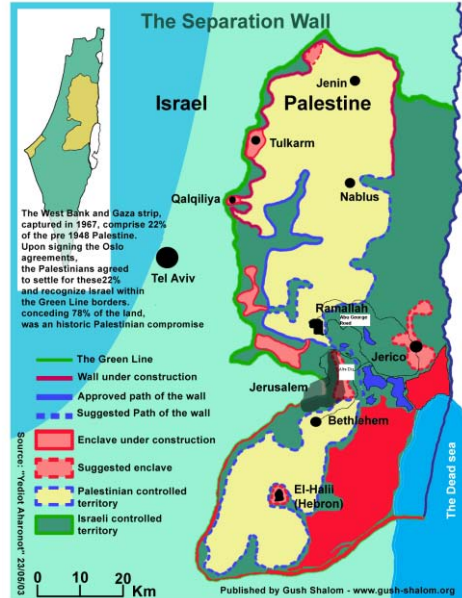 The Separation Wall
Israel
Palestine
Jenin
Tulkarm
Nablus
Qalqiliya
The West Bank and Gaza strip,
captured in 1967, comprise 22%
of the pre 1948 Palestine.
Upon signing the Oslo
agreements,
the Palestinians agreed
to settle for these22%
and recognize Israel within
the Green Line borders.
conceding 78% of the land,
was an historic Palestinian compromise
Tel Aviv
Ramallah
Abu George
Road
Jerico
Jerusalem
Bethlehem
El-Halil
(Hebron)
The Dead sea
The Green Line
Wall under construction
Approved path of the wall
Suggested Path of the wall
Enclave under construction
Suggested enclave
Palestinian controlled
territory
Israeli controlled
territory
Source: "Yediot Aharonot" 23/05/03
0 10 20
Km
Published by Gush Shalom - www.gush-shalom.org